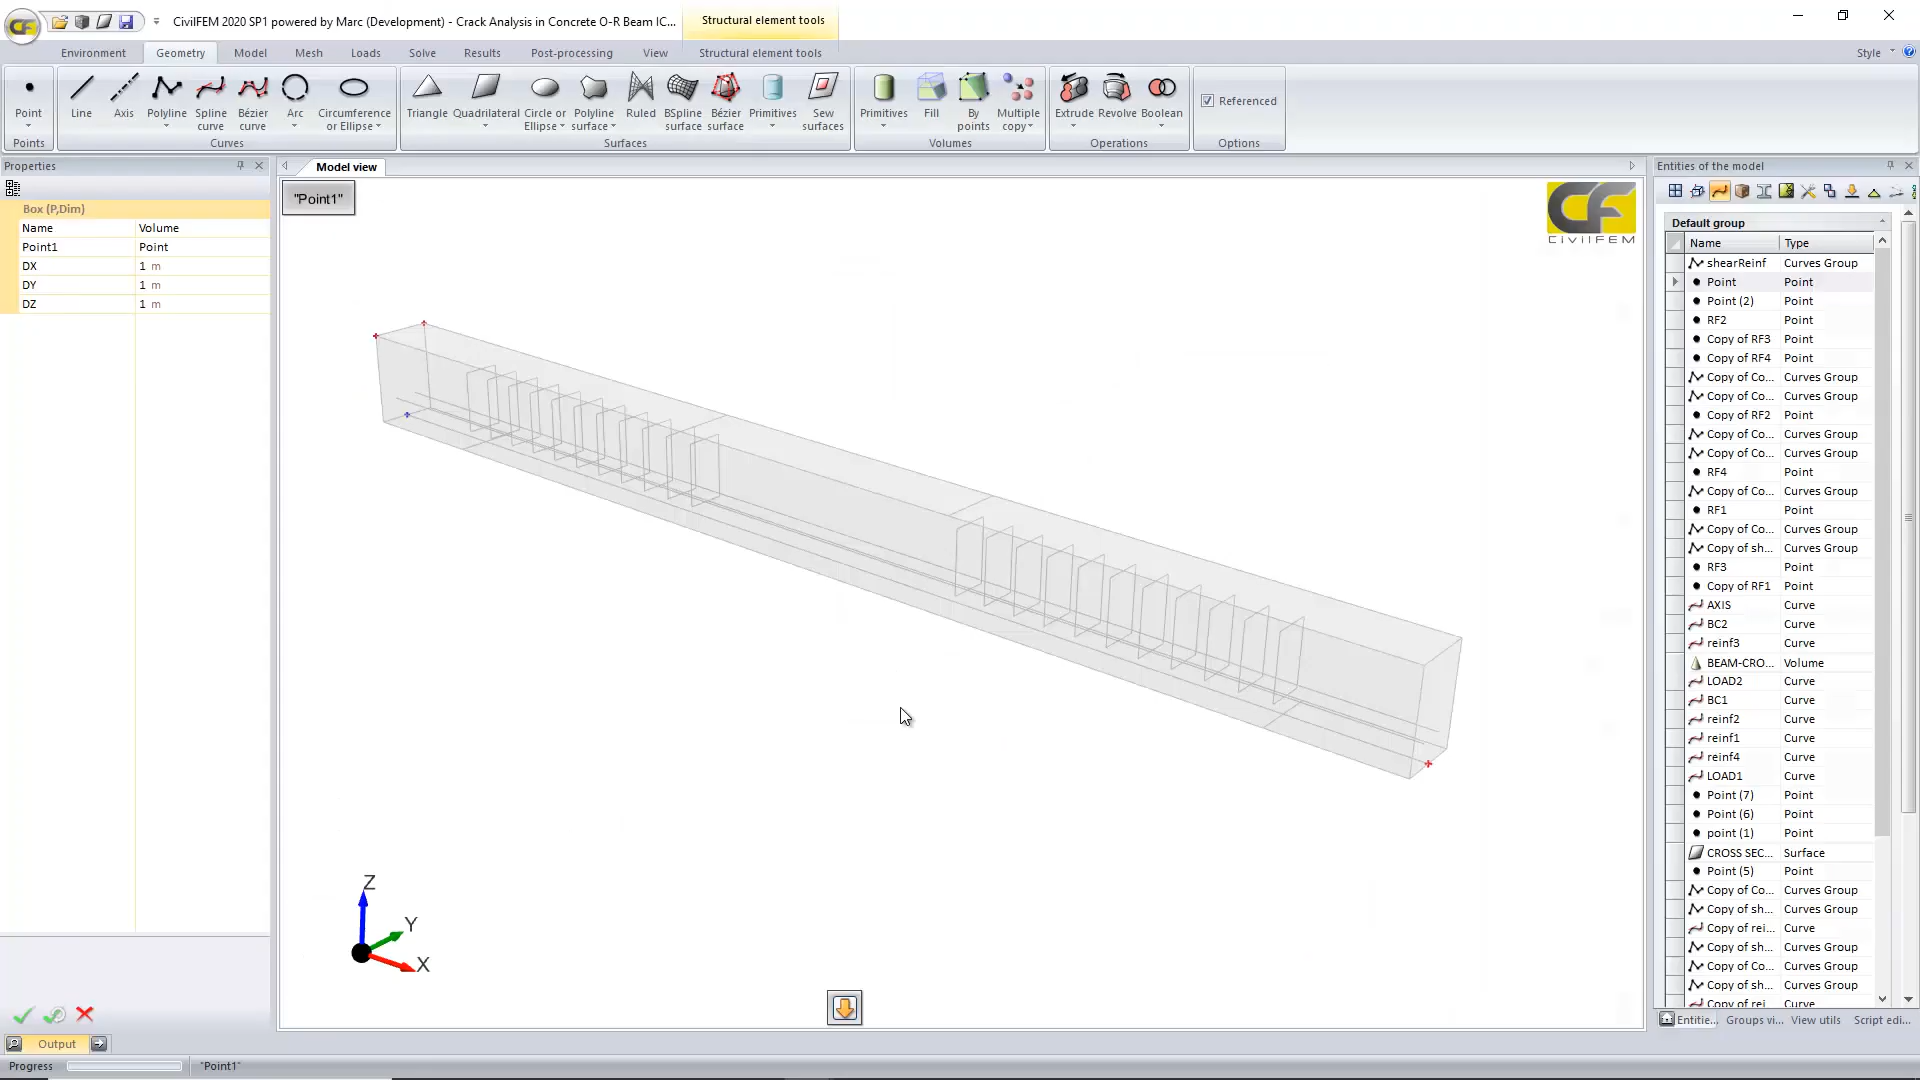 CivilFEM 2020 SP1 powered by Marc (Development) - Crack Analysis in Concrete O-R Beam IC...
Structural element tools
Environment
Geometry
Model
Mesh
Loads
Solve
Results
Post-processing
View
Structural element tools
Style
Point
Line
Axis
Polyline
Spline curve
Bézier curve
Arc
Circumference or Ellipse
Triangle
Quadrilateral
Circle or Ellipse
Polyline surface
Ruled
BSpline surface
Bézier surface
Primitives
Sew surfaces
Primitives
Fill
By points
Multiple copy
Extrude
Revolve
Boolean
Referenced
Points
Curves
Surfaces
Volumes
Operations
Options
Properties
Box (P,Dim)
Name Volume
Point1 Point
DX 1 m
DY 1 m
DZ 1 m
Model view
"Point1"
CF
CIVILFEM
Z
Y
X
Entities of the model
Default group
Name Type
shearReinf Curves Group
Point Point
Point (2) Point
RF2 Point
Copy of RF3 Point
Copy of RF4 Point
Copy of Co... Curves Group
Copy of Co... Curves Group
Copy of RF2 Point
Copy of Co... Curves Group
Copy of Co... Curves Group
RF4 Point
Copy of Co... Curves Group
RF1 Point
Copy of Co... Curves Group
Copy of sh... Curves Group
RF3 Point
Copy of RF1 Point
AXIS Curve
BC2 Curve
reinf3 Curve
BEAM-CRO... Volume
LOAD2 Curve
BC1 Curve
reinf2 Curve
reinf1 Curve
reinf4 Curve
LOAD1 Curve
Point (7) Point
Point (6) Point
point (1) Point
CROSS SEC... Surface
Point (5) Point
Copy of Co... Curves Group
Copy of sh... Curves Group
Copy of rei... Curve
Copy of sh... Curves Group
Copy of Co... Curves Group
Copy of sh... Curves Group
Copy of rei Curve
Entitie... Groups vi... View utils Script edi...
Output
Progress
"Point1"